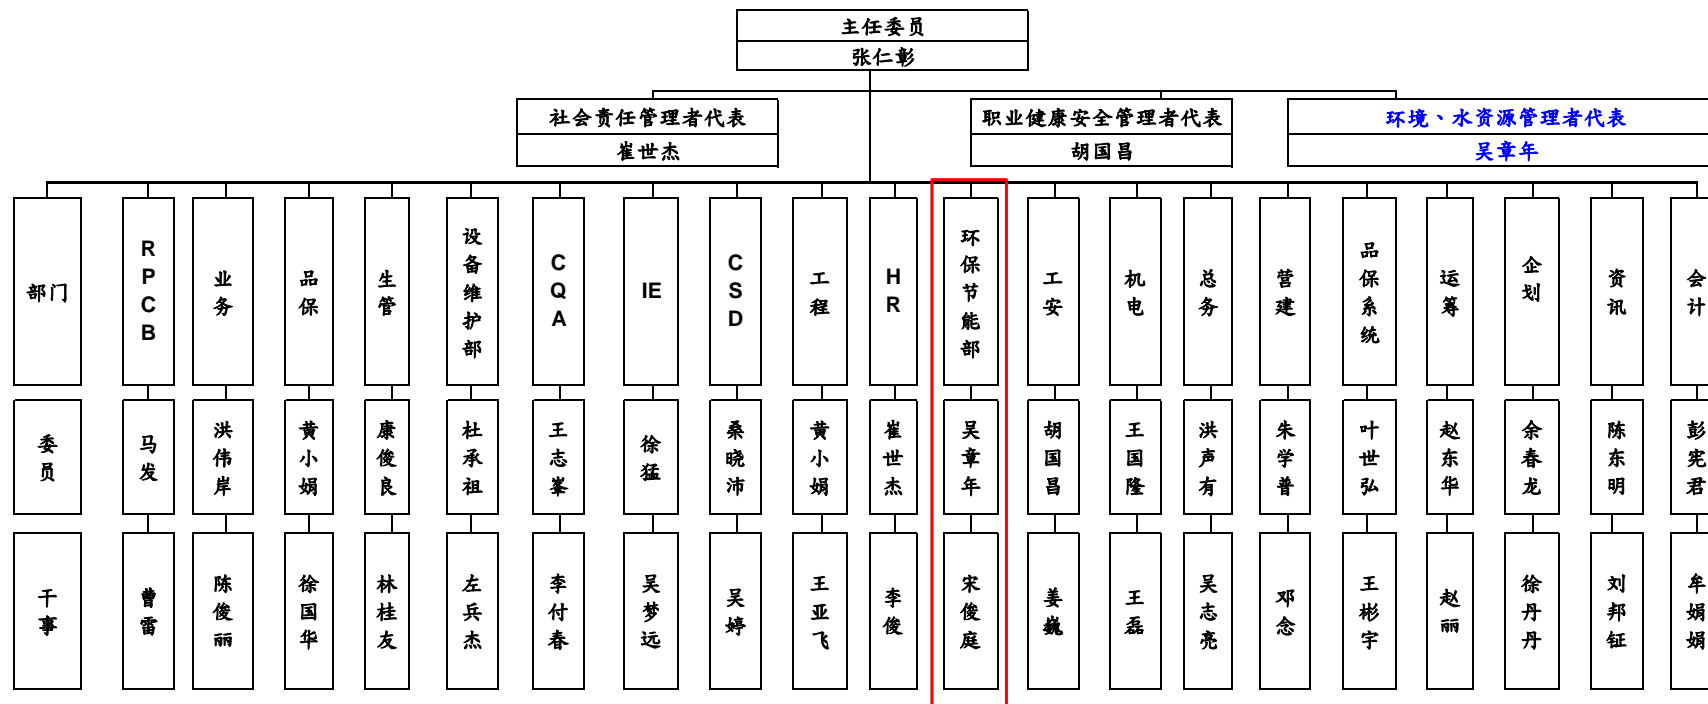 主任委员
张仁彰
社会责任管理者代表
崔世杰
职业健康安全管理者代表
胡国昌
环境、水资源管理者代表
吴章年
部门
RPCB
业务
品保
生管
设备维护部
CQA
IE
CSD
工程
HR
环保节能部
工安
机电
总务
营建
品保系统
运筹
企划
资讯
会计
委员
马发
洪伟岸
黄小娟
康俊良
杜承祖
王志峯
徐猛
桑晓沛
黄小娟
崔世杰
吴章年
胡国昌
王国隆
洪声有
朱学普
叶世弘
赵东华
余春龙
陈东明
彭宪君
干事
曹雷
陈俊丽
徐国华
林桂友
左兵杰
李付春
吴梦远
吴婷
王亚飞
李俊
宋俊庭
姜巍
王磊
吴志亮
邓念
王彬宇
赵丽
徐丹丹
刘邦钲
牟娟娟